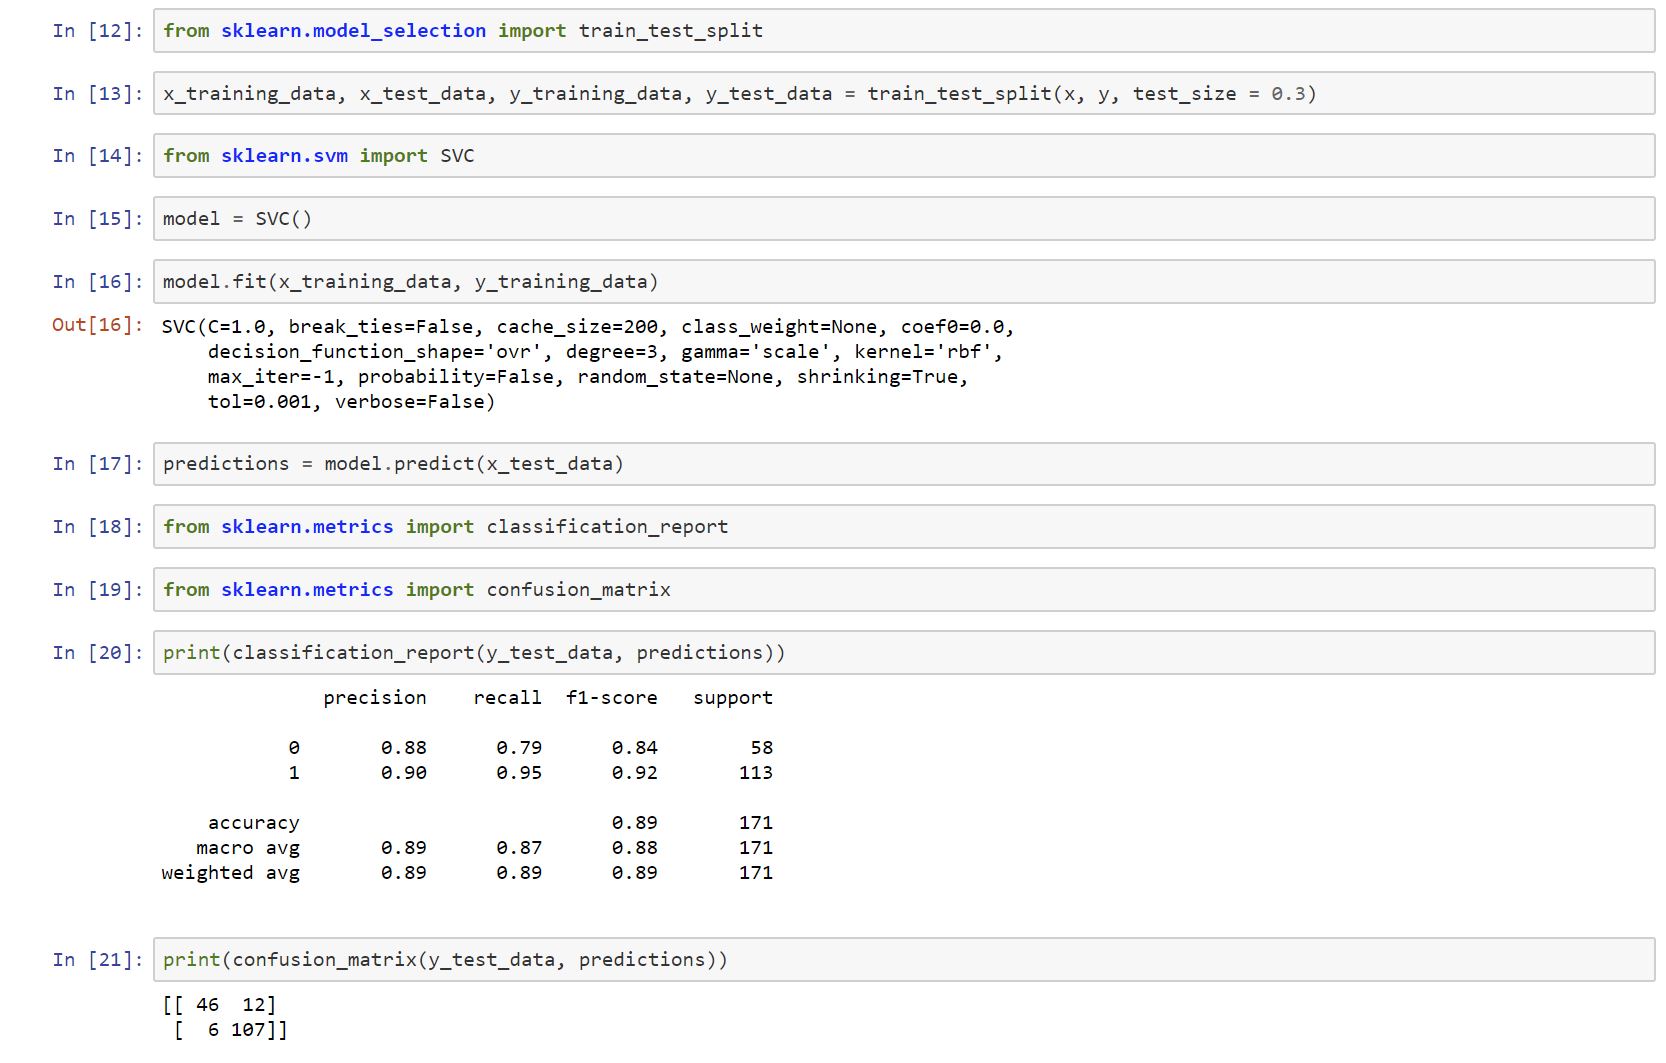 In [12]: from sklearn.model_selection import train_test_split
In [13]: x_training_data, x_test_data, y_training_data, y_test_data = train_test_split(x, y, test_size = 0.3)
In [14]: from sklearn.svm import SVC
In [15]: model = SVC()
In [16]: model.fit(x_training_data, y_training_data)
Out[16]: SVC(C=1.0, break_ties=False, cache_size=200, class_weight=None, coef0=0.0,
decision_function_shape='ovr', degree=3, gamma='scale', kernel='rbf',
max_iter=-1, probability=False, random_state=None, shrinking=True,
tol=0.001, verbose=False)
In [17]: predictions = model.predict(x_test_data)
In [18]: from sklearn.metrics import classification_report
In [19]: from sklearn.metrics import confusion_matrix
In [20]: print(classification_report(y_test_data, predictions))
precision recall f1-score support
0 0.88 0.79 0.84 58
1 0.90 0.95 0.92 113
accuracy 0.89 171
macro avg 0.89 0.87 0.88 171
weighted avg 0.89 0.89 0.89 171
In [21]: print(confusion_matrix(y_test_data, predictions))
[[ 46  12]
[  6 107]]